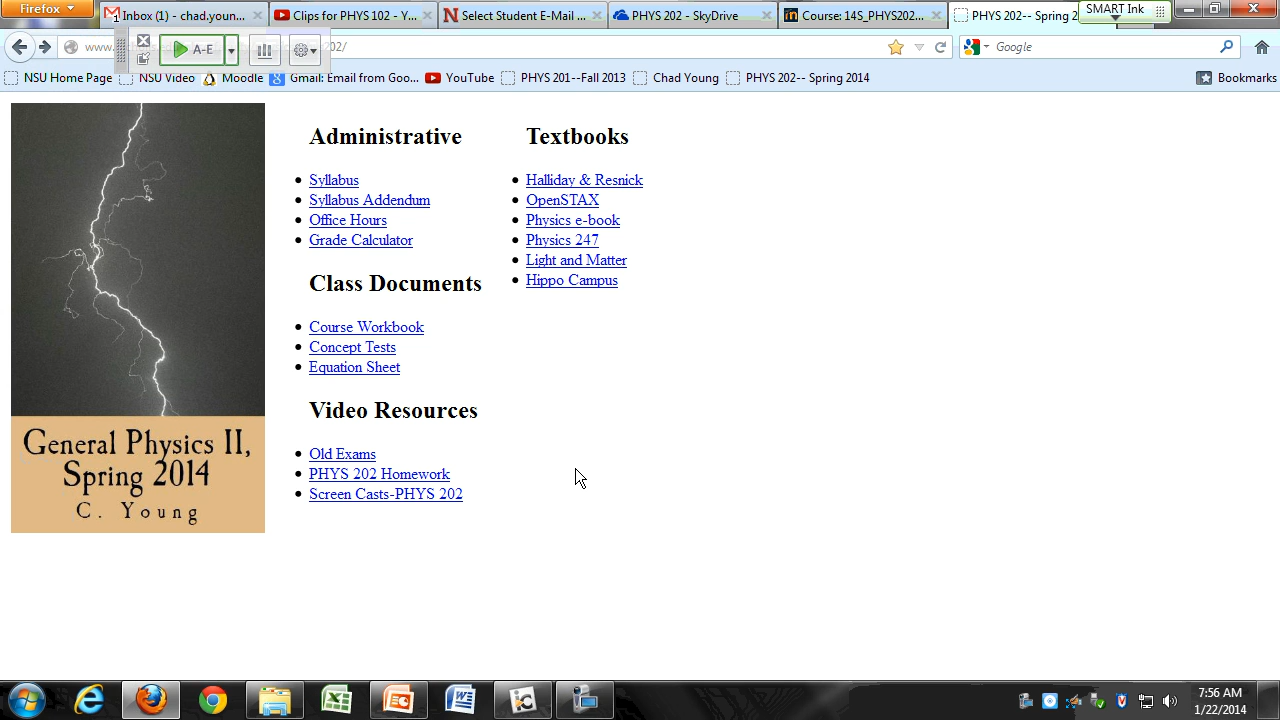 Firefox
1
Inbox (1) - chad.youn...
Clips for PHYS 102 - Y...
Select Student E-Mail ...
PHYS 202 - SkyDrive
Course: 14S_PHYS202...
PHYS 202-- Spring 2
SMART Ink
www.
A-E
02/
Google
NSU Home Page
NSU Video
Moodle
Gmail: Email from Goo...
YouTube
PHYS 201--Fall 2013
Chad Young
PHYS 202-- Spring 2014
Bookmarks
General Physics II,
Spring 2014
C. Young
Administrative
Syllabus
Syllabus Addendum
Office Hours
Grade Calculator
Class Documents
Course Workbook
Concept Tests
Equation Sheet
Video Resources
Old Exams
PHYS 202 Homework
Screen Casts-PHYS 202
Textbooks
Halliday & Resnick
OpenSTAX
Physics e-book
Physics 247
Light and Matter
Hippo Campus
7:56 AM
1/22/2014